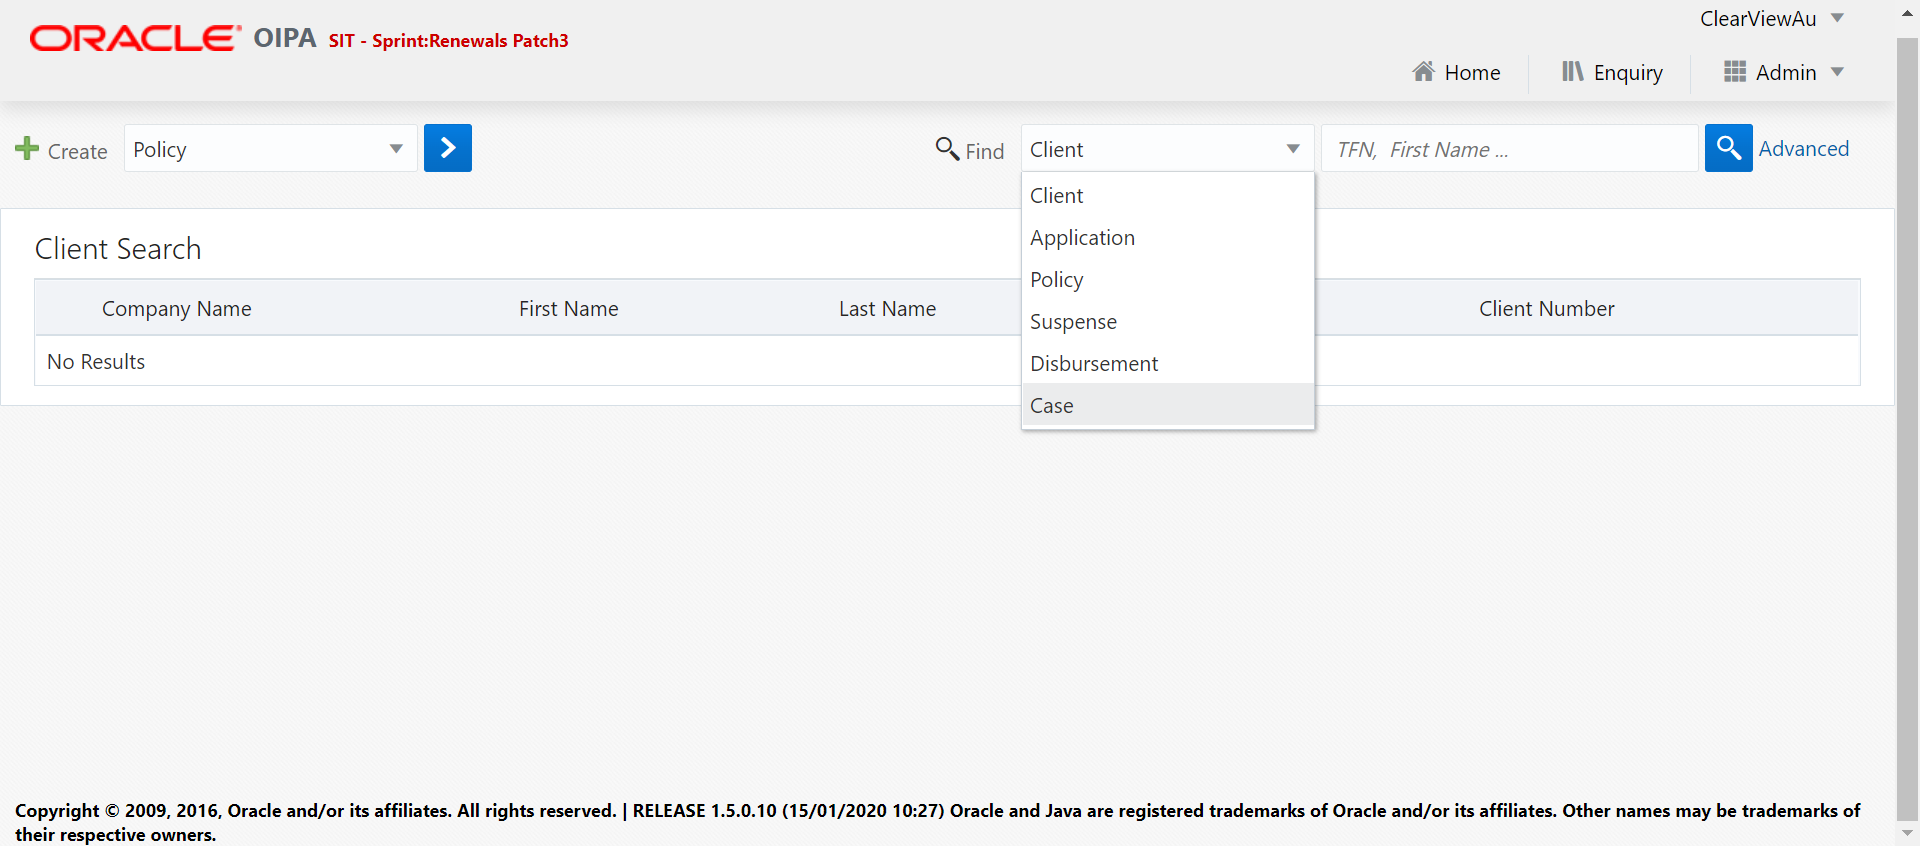 ORACLE OIPA SIT - Sprint:Renewals Patch3
ClearViewAu
Home Enquiry Admin
Create Policy Find Client TFN, First Name ... Advanced
Client
Application
Policy
Suspense
Disbursement
Case
Client Search
Company Name First Name Last Name Client Number
No Results
Copyright © 2009, 2016, Oracle and/or its affiliates. All rights reserved. | RELEASE 1.5.0.10 (15/01/2020 10:27) Oracle and Java are registered trademarks of Oracle and/or its affiliates. Other names may be trademarks of
their respective owners.